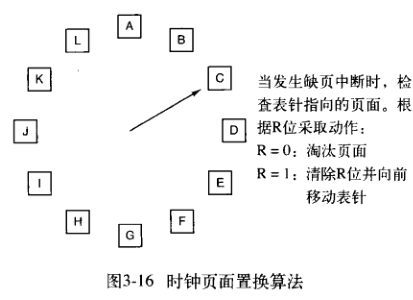 A
B
C
D
E
F
G
H
I
J
K
L
当发生缺页中断时，检
查表针指向的页面。根
据R位采取动作：
R = 0：淘汰页面
R = 1：清除R位并向前
移动表针
图3-16 时钟页面置换算法